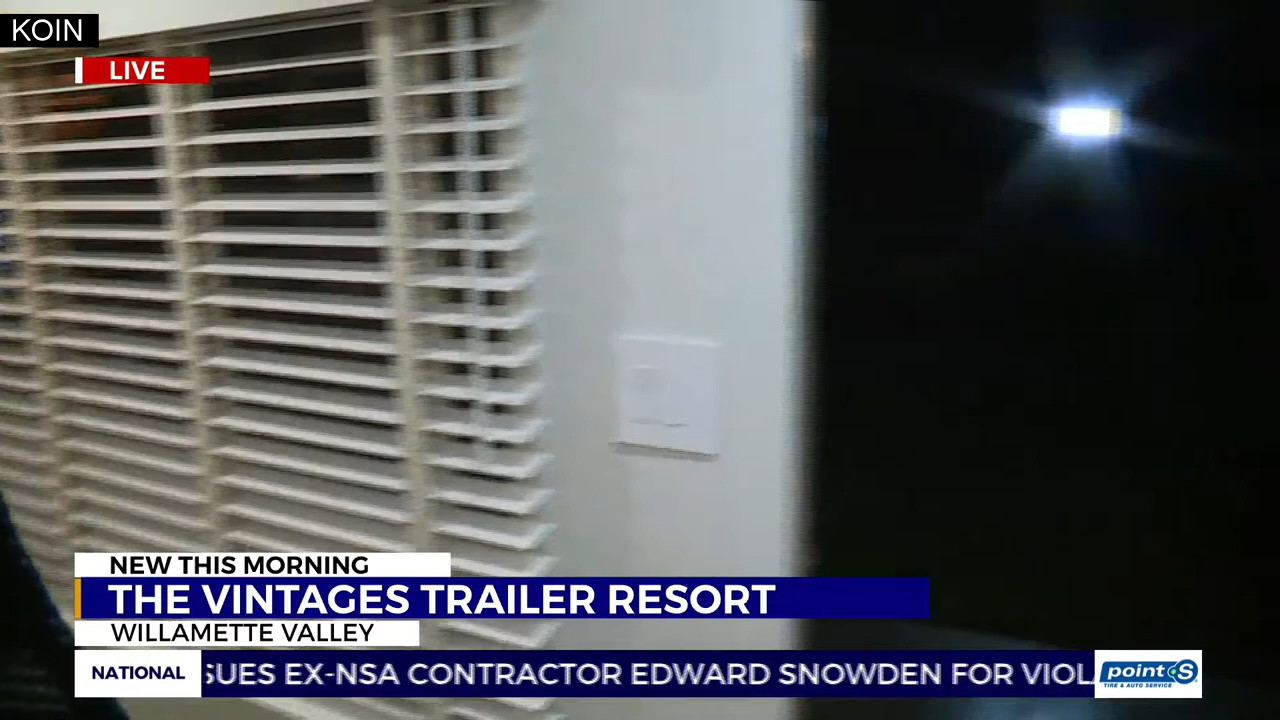 KOIN
LIVE
NEW THIS MORNING
THE VINTAGES TRAILER RESORT
WILLAMETTE VALLEY
NATIONAL
SUES EX-NSA CONTRACTOR EDWARD SNOWDEN FOR
point S
TIRE & AUTO SERVICE